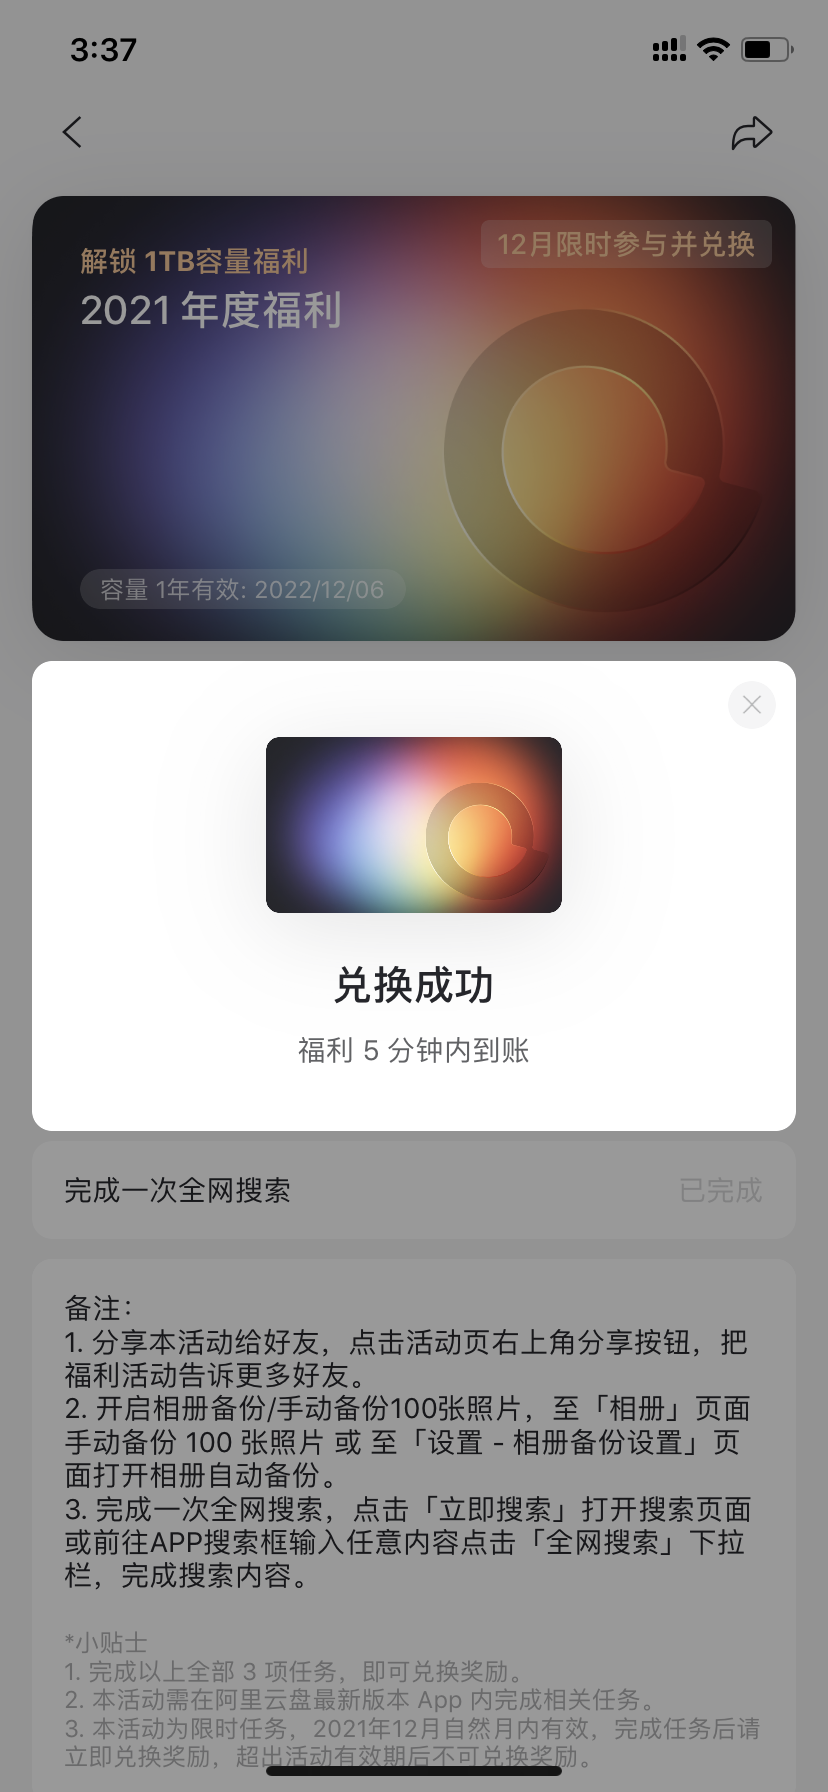 3:37
解锁 1TB容量福利
12月限时参与并兑换
2021 年度福利
容量 1年有效: 2022/12/06
兑换成功
福利 5 分钟内到账
完成一次全网搜索
已完成
备注：
1. 分享本活动给好友，点击活动页右上角分享按钮，把
福利活动告诉更多好友。
2. 开启相册备份/手动备份100张照片，至「相册」页面
手动备份 100 张照片 或 至「设置 - 相册备份设置」页
面打开相册自动备份。
3. 完成一次全网搜索，点击「立即搜索」打开搜索页面
或前往APP搜索框输入任意内容点击「全网搜索」下拉
栏，完成搜索内容。
*小贴士
1. 完成以上全部 3 项任务，即可兑换奖励。
2. 本活动需在阿里云盘最新版本 App 内完成相关任务。
3. 本活动为限时任务，2021年12月自然月内有效，完成任务后请
立即兑换奖励，超出活动有效期后不可兑换奖励。